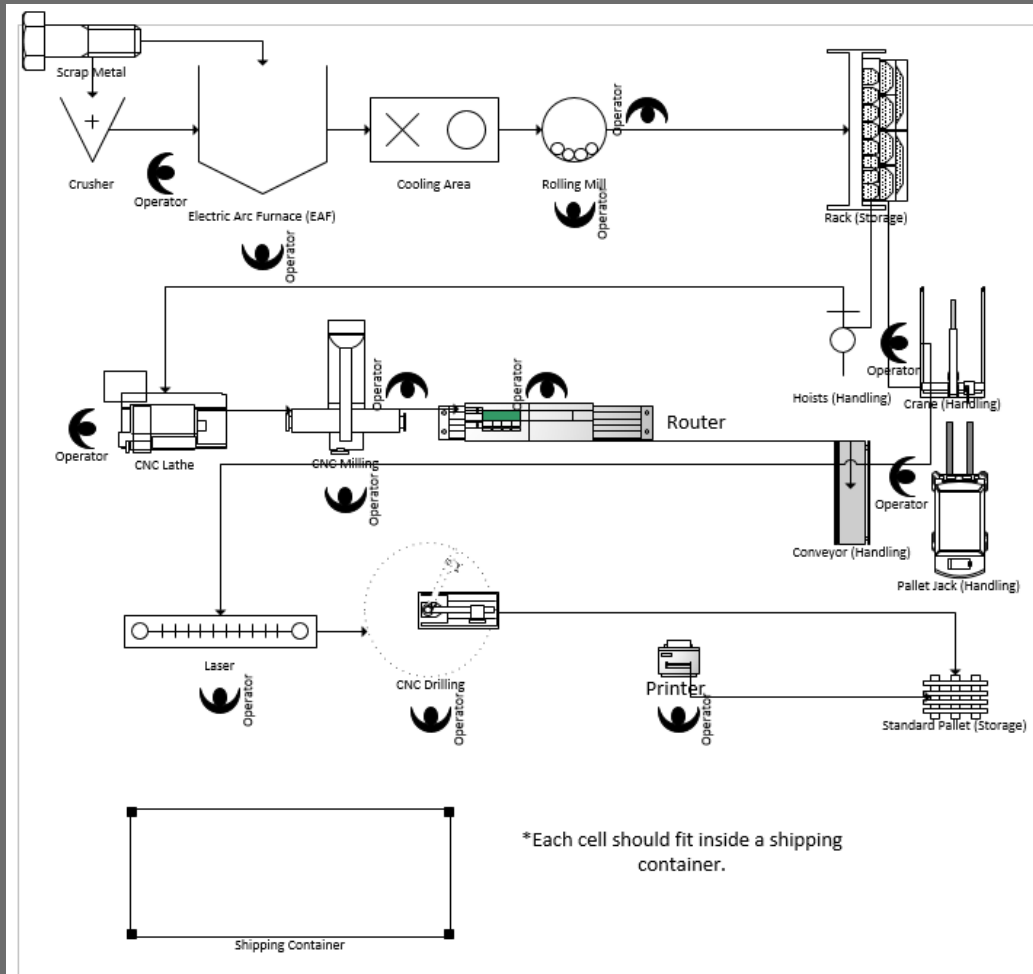 Scrap Metal
Crusher
Operator
Electric Arc Furnace (EAF)
Operator
Cooling Area
Rolling Mill
Operator
Operator
Rack (Storage)
Operator
Hoists (Handling)
Crane (Handling)
Operator
CNC Lathe
Operator
CNC Milling
Operator
Operator
Router
Operator
Conveyor (Handling)
Pallet Jack (Handling)
Laser
Operator
CNC Drilling
Operator
Printer
Operator
Standard Pallet (Storage)
*Each cell should fit inside a shipping
container.
Shipping Container